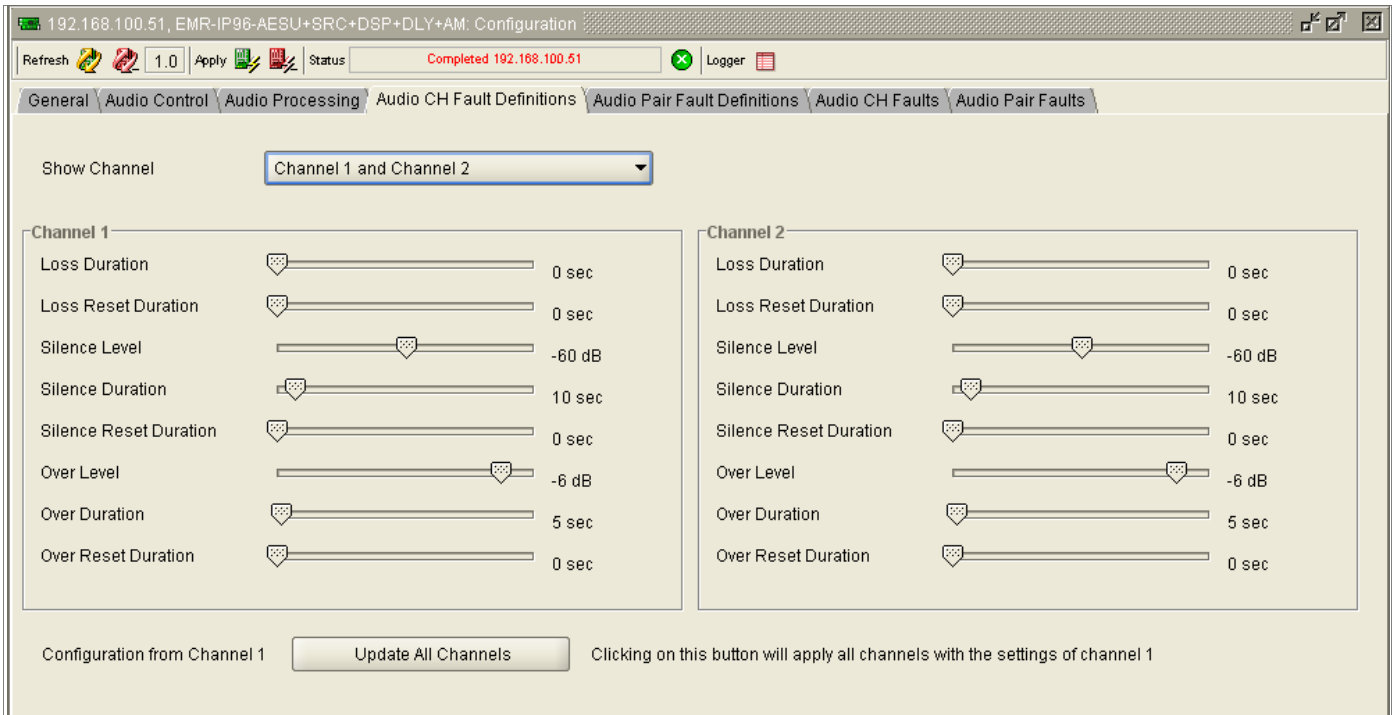 192.168.100.51, EMR-IP96-AESU+SRC+DSP+DLY+AM: Configuration
Refresh 1.0 Apply Status Completed 192.168.100.51 Logger
General Audio Control Audio Processing Audio CH Fault Definitions Audio Pair Fault Definitions Audio CH Faults Audio Pair Faults
Show Channel Channel 1 and Channel 2
Channel 1
Loss Duration 0 sec
Loss Reset Duration 0 sec
Silence Level -60 dB
Silence Duration 10 sec
Silence Reset Duration 0 sec
Over Level -6 dB
Over Duration 5 sec
Over Reset Duration 0 sec
Channel 2
Loss Duration 0 sec
Loss Reset Duration 0 sec
Silence Level -60 dB
Silence Duration 10 sec
Silence Reset Duration 0 sec
Over Level -6 dB
Over Duration 5 sec
Over Reset Duration 0 sec
Configuration from Channel 1 Update All Channels Clicking on this button will apply all channels with the settings of channel 1